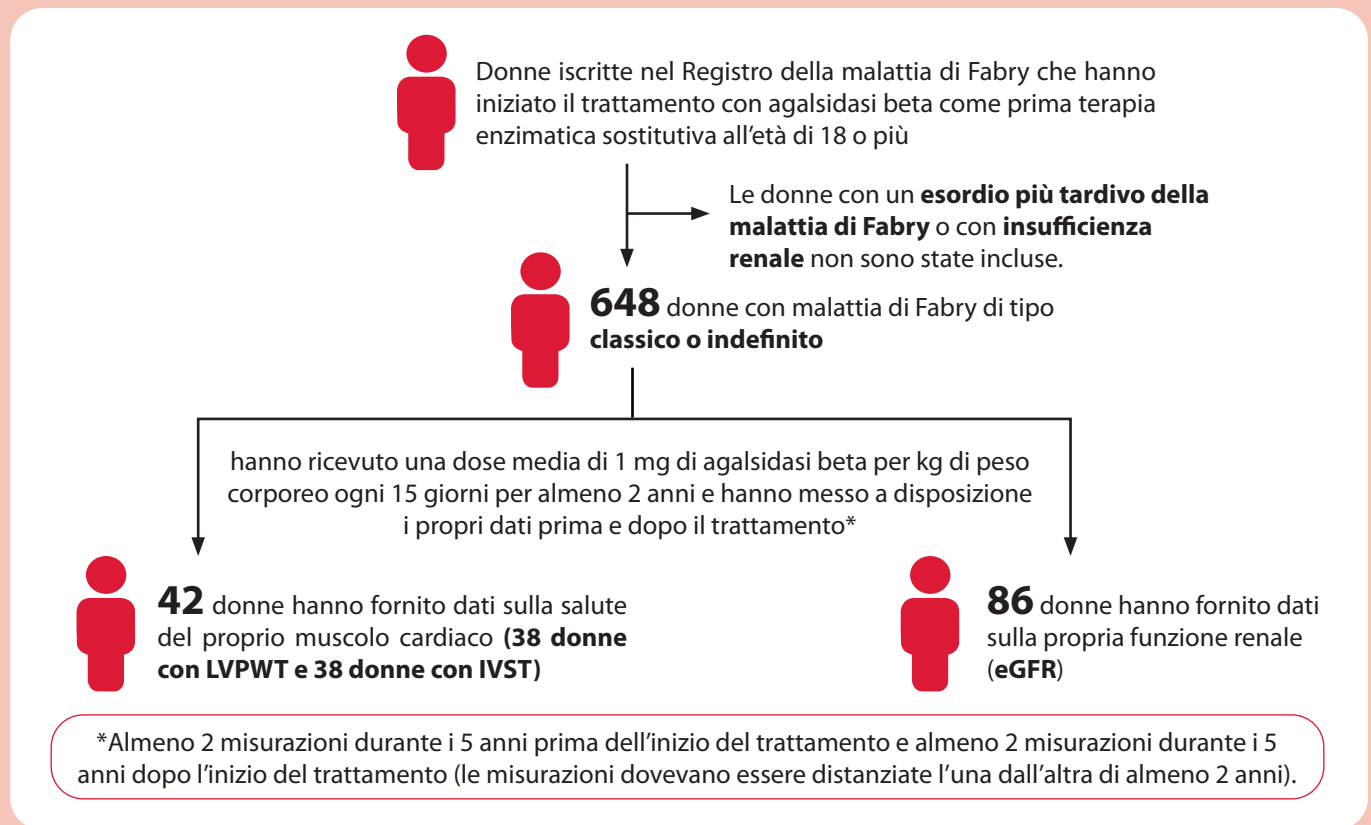 Donne iscritte nel Registro della malattia di Fabry che hanno
iniziato il trattamento con agalsidasi beta come prima terapia
enzimatica sostitutiva all’età di 18 o più
Le donne con un esordio più tardivo della
malattia di Fabry o con insufficienza
renale non sono state incluse.
648 donne con malattia di Fabry di tipo
classico o indefinito
hanno ricevuto una dose media di 1 mg di agalsidasi beta per kg di peso
corporeo ogni 15 giorni per almeno 2 anni e hanno messo a disposizione
i propri dati prima e dopo il trattamento*
42 donne hanno fornito dati sulla salute
del proprio muscolo cardiaco (38 donne
con LVPWT e 38 donne con IVST)
86 donne hanno fornito dati
sulla propria funzione renale
(eGFR)
*Almeno 2 misurazioni durante i 5 anni prima dell’inizio del trattamento e almeno 2 misurazioni durante i 5
anni dopo l’inizio del trattamento (le misurazioni dovevano essere distanziate l’una dall’altra di almeno 2 anni).